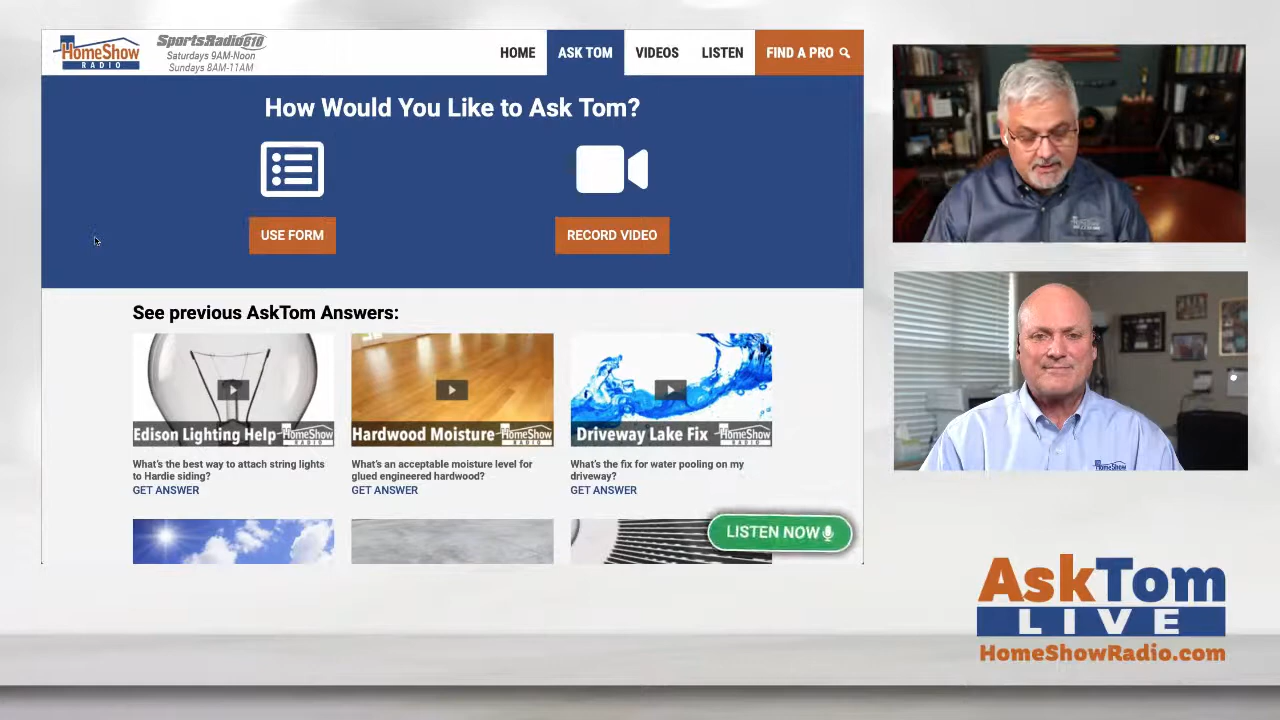 HomeShow
RADIO
SportsRadio610
Saturdays 9AM-Noon
Sundays 8AM-11AM
HOME
ASK TOM
VIDEOS
LISTEN
FIND A PRO
How Would You Like to Ask Tom?
USE FORM
RECORD VIDEO
See previous AskTom Answers:
Edison Lighting Help
HomeShow
RADIO
Hardwood Moisture
HomeShow
RADIO
Driveway Lake Fix
HomeShow
RADIO
What's the best way to attach string lights
to Hardie siding?
GET ANSWER
What's an acceptable moisture level for
glued engineered hardwood?
GET ANSWER
What's the fix for water pooling on my
driveway?
GET ANSWER
LISTEN NOW
AskTom
LIVE
HomeShowRadio.com